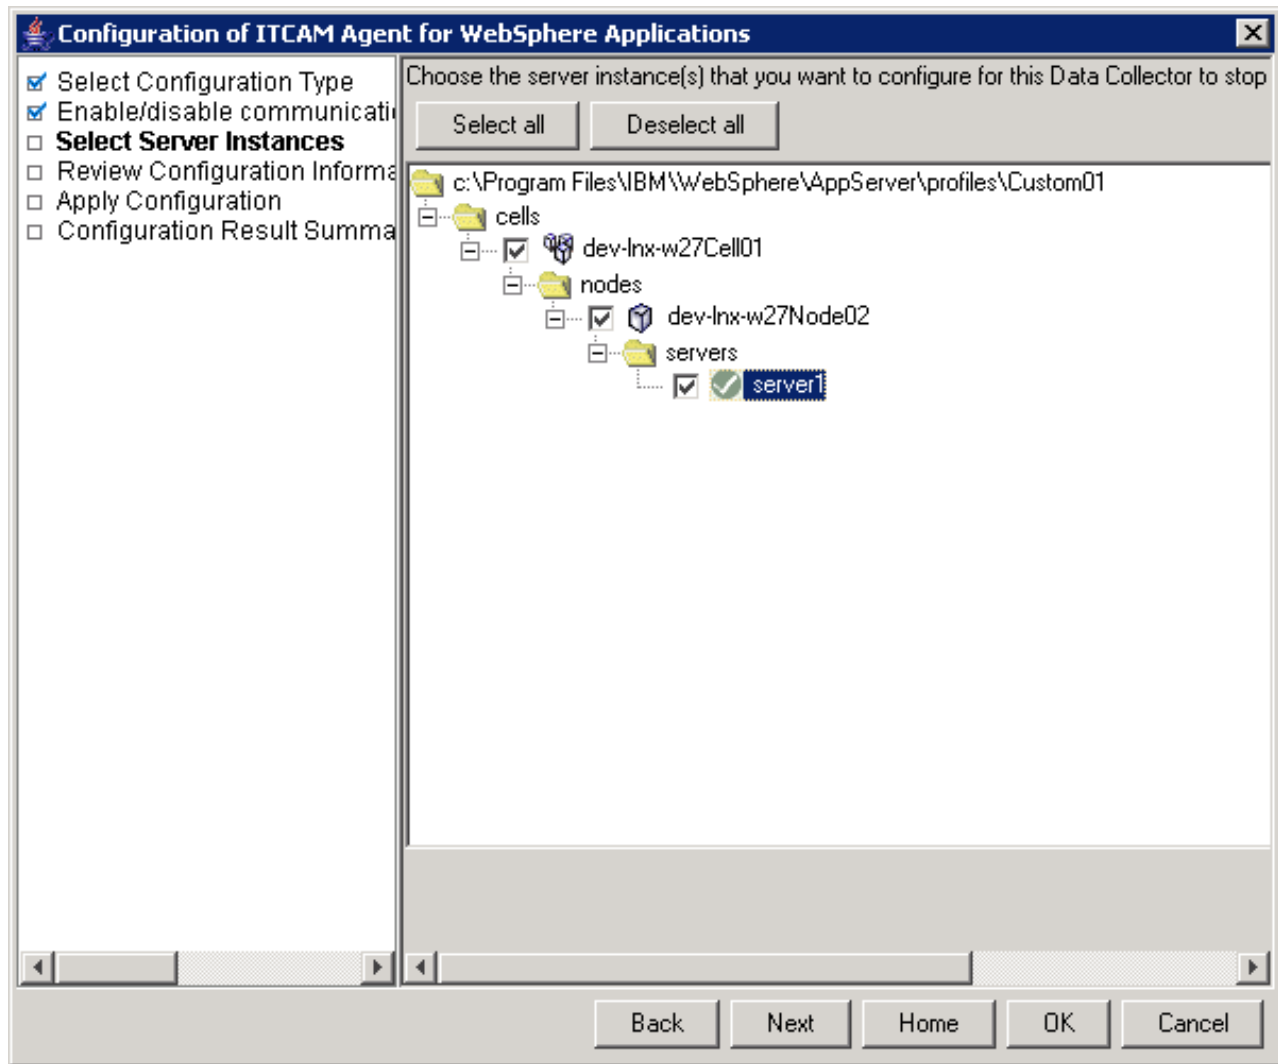 Configuration of ITCAM Agent for WebSphere Applications
Select Configuration Type
Enable/disable communicati
Select Server Instances
Review Configuration Informa
Apply Configuration
Configuration Result Summa
Choose the server instance(s) that you want to configure for this Data Collector to stop
Select all Deselect all
c:\Program Files\IBM\WebSphere\AppServer\profiles\Custom01
cells
dev-lnx-w27Cell01
nodes
dev-lnx-w27Node02
servers
server1
Back Next Home OK Cancel